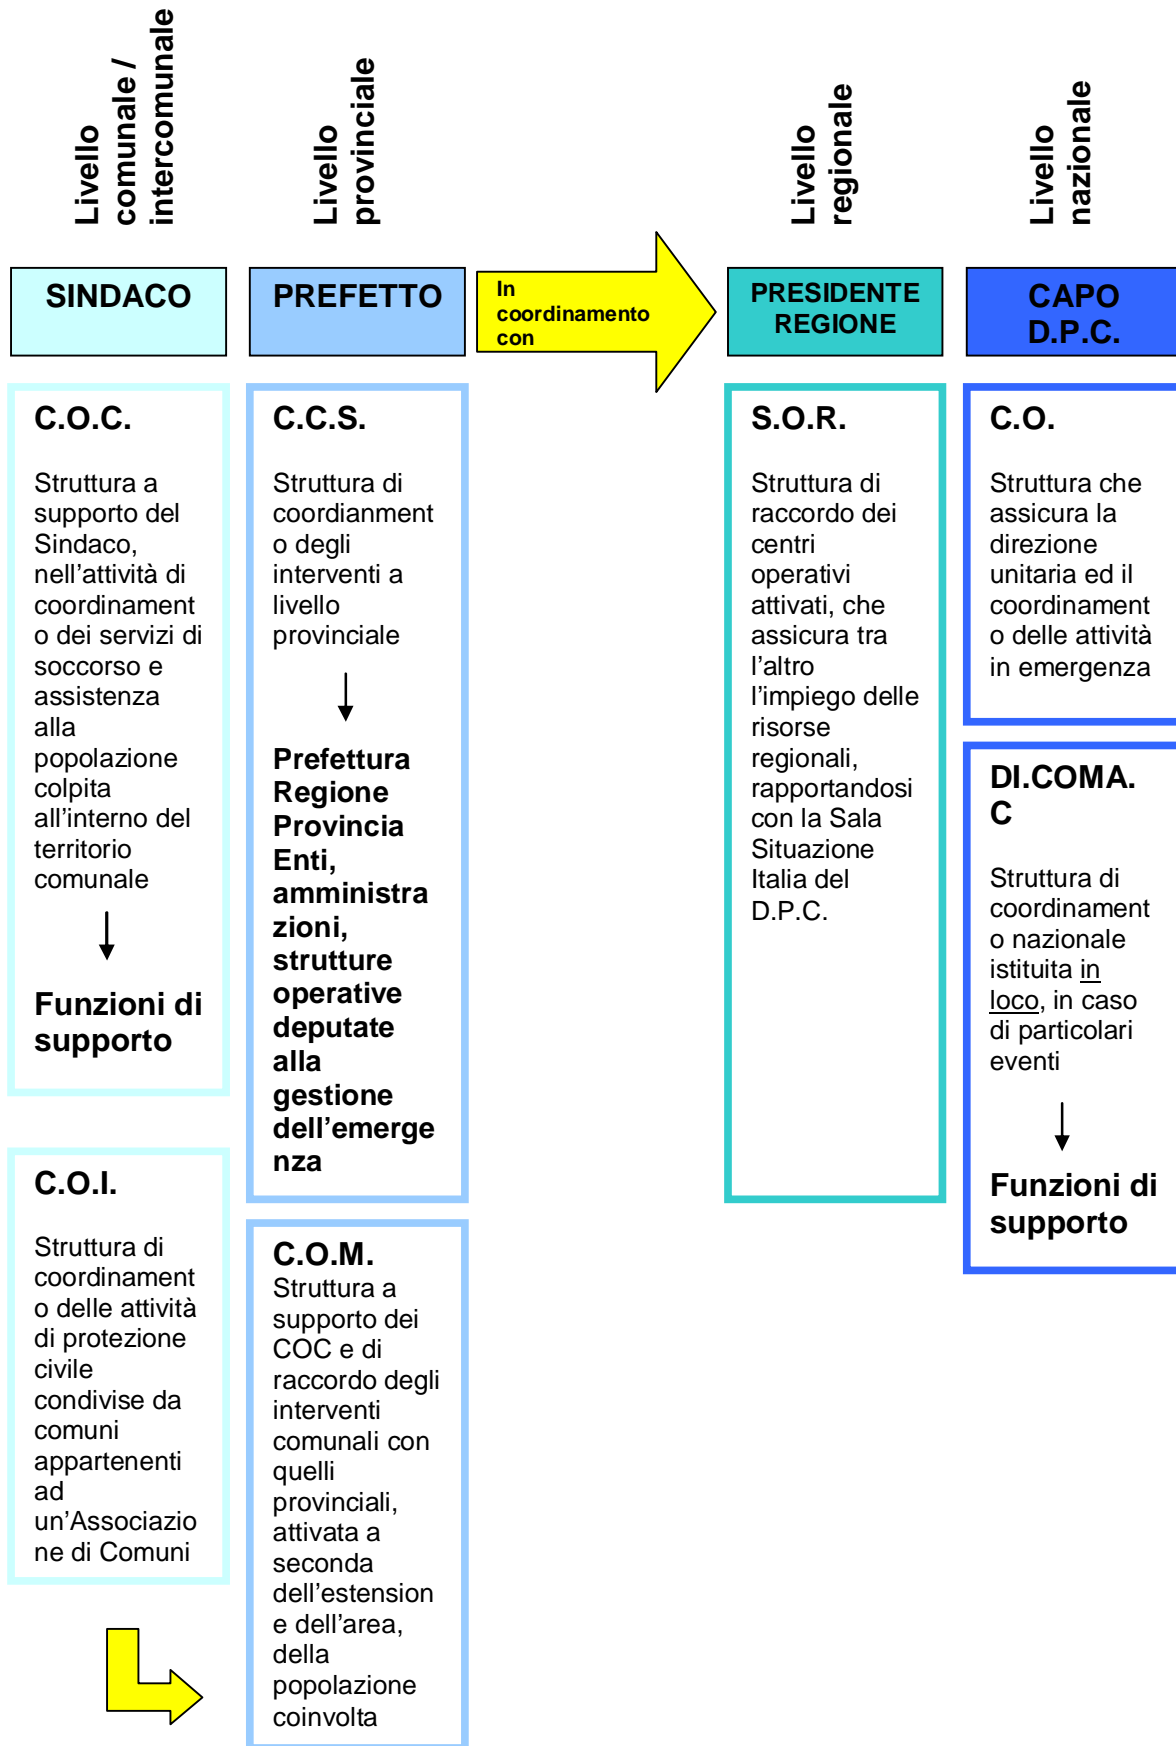 Livello
comunale /
intercomunale
Livello
provinciale
Livello
regionale
Livello
nazionale
SINDACO
PREFETTO
In
coordinamento
con
PRESIDENTE
REGIONE
CAPO
D.P.C.
C.O.C.
Struttura a
supporto del
Sindaco,
nell’attività di
coordinament
o dei servizi di
soccorso e
assistenza
alla
popolazione
colpita
all’interno del
territorio
comunale
Funzioni di
supporto
C.O.I.
Struttura di
coordinament
o delle attività
di protezione
civile
condivise da
comuni
appartenenti
ad
un’Associazio
ne di Comuni
C.C.S.
Struttura di
coordianment
o degli
interventi a
livello
provinciale
Prefettura
Regione
Provincia
Enti,
amministra
zioni,
strutture
operative
deputate
alla
gestione
dell’emerge
nza
C.O.M.
Struttura a
supporto dei
COC e di
raccordo degli
interventi
comunali con
quelli
provinciali,
attivata a
seconda
dell’estension
e dell’area,
della
popolazione
coinvolta
S.O.R.
Struttura di
raccordo dei
centri
operativi
attivati, che
assicura tra
l’altro
l’impiego delle
risorse
regionali,
rapportandosi
con la Sala
Situazione
Italia del
D.P.C.
C.O.
Struttura che
assicura la
direzione
unitaria ed il
coordinament
o delle attività
in emergenza
DI.COMA.
C
Struttura di
coordinament
o nazionale
istituita in
loco, in caso
di particolari
eventi
Funzioni di
supporto